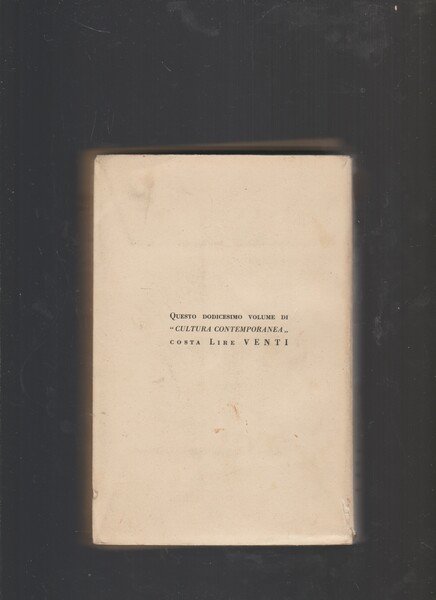 Questo dodicesimo volume di
“CULTURA CONTEMPORANEA„
costa Lire VENTI